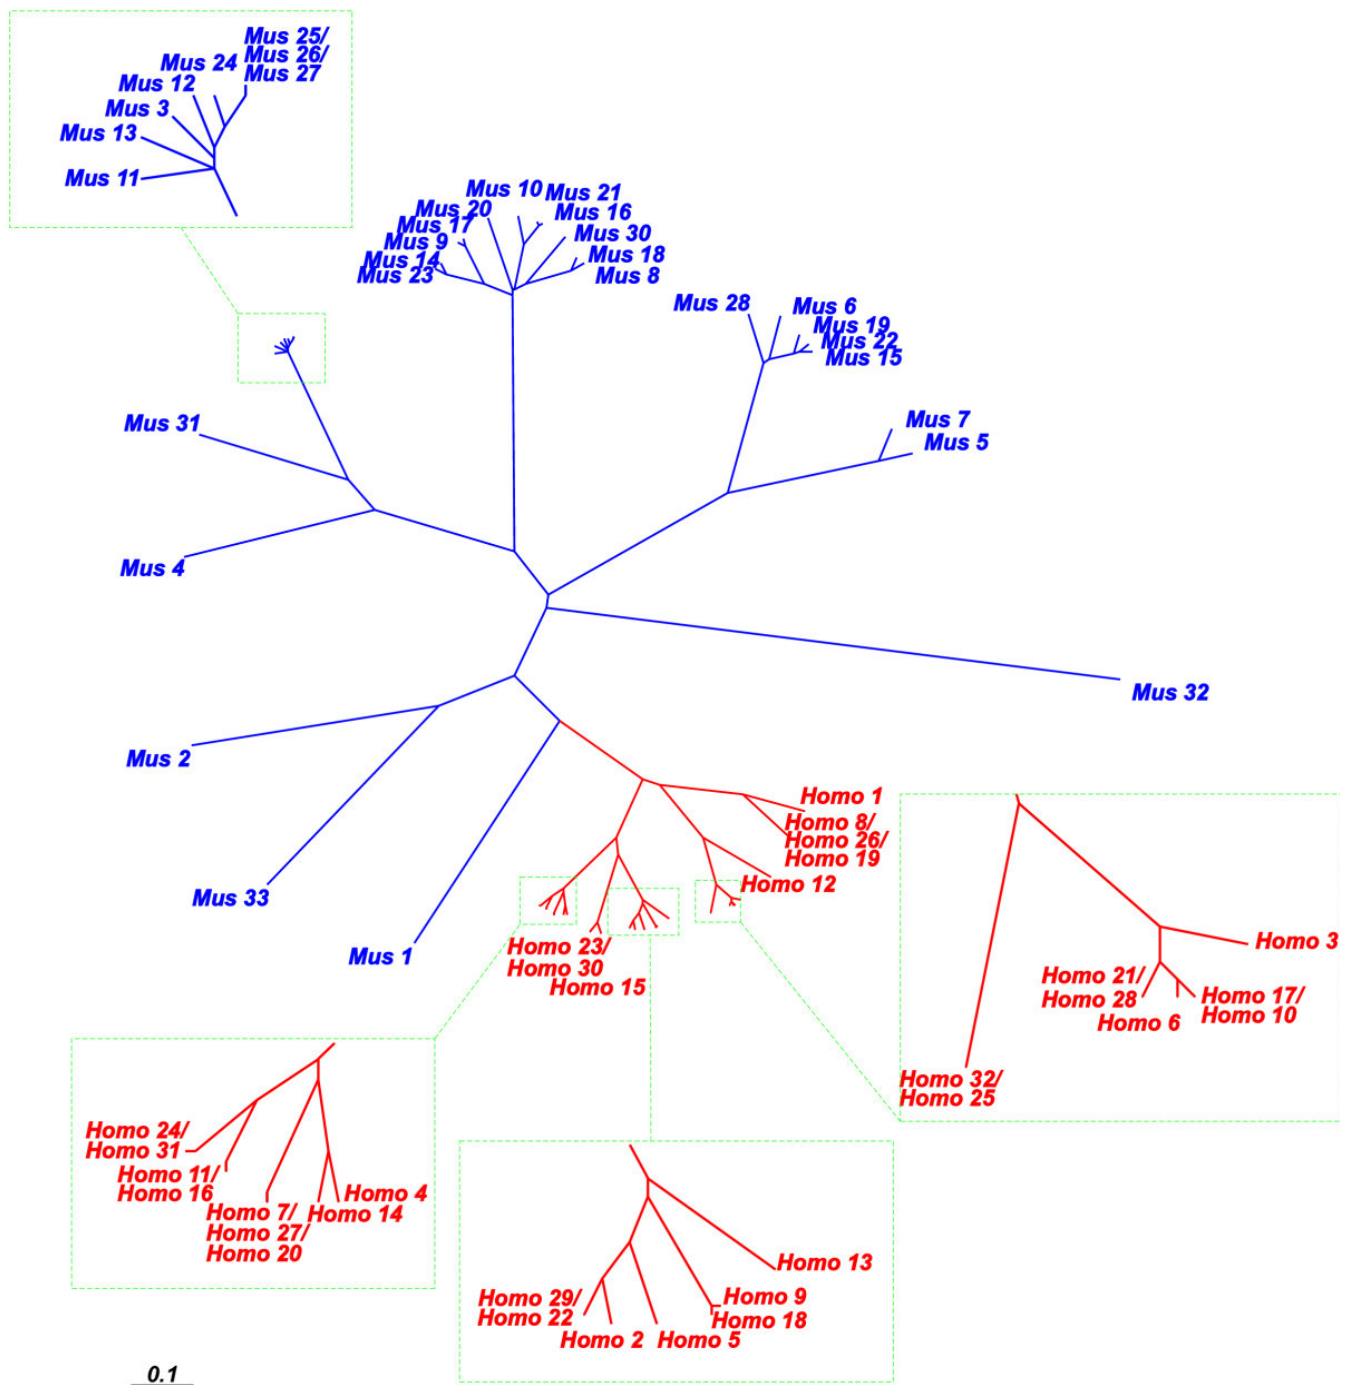 Mus 25/
Mus 26/
Mus 27
Mus 24
Mus 12
Mus 3
Mus 13
Mus 11
Mus 10
Mus 21
Mus 20
Mus 16
Mus 17
Mus 30
Mus 9
Mus 18
Mus 14
Mus 23
Mus 8
Mus 28
Mus 6
Mus 19
Mus 22
Mus 15
Mus 31
Mus 7
Mus 5
Mus 4
Mus 32
Mus 2
Mus 33
Mus 1
Homo 1
Homo 8/
Homo 26/
Homo 19
Homo 12
Homo 23/
Homo 30
Homo 15
Homo 3
Homo 21/
Homo 28
Homo 17/
Homo 10
Homo 6
Homo 32/
Homo 25
Homo 24/
Homo 31
Homo 11/
Homo 16
Homo 7/
Homo 27/
Homo 20
Homo 4
Homo 14
Homo 13
Homo 29/
Homo 22
Homo 9
Homo 18
Homo 2
Homo 5
0.1